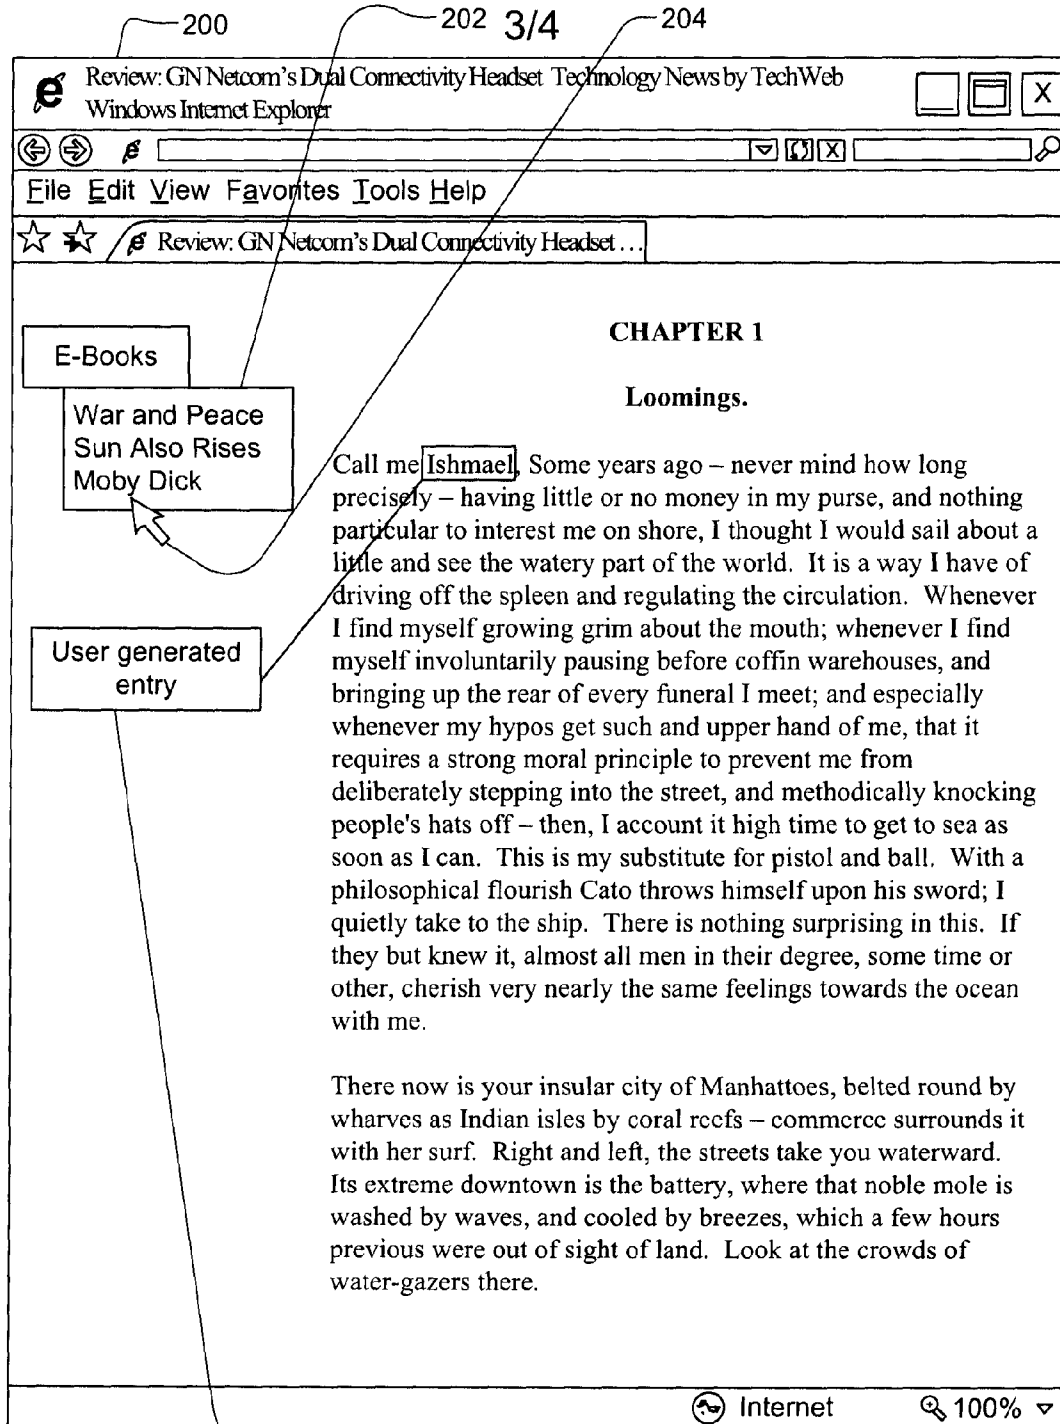 200
202
3/4
204
Review: GN Netcom's Dual Connectivity Headset Technology News by TechWeb
Windows Internet Explorer
X
X
File Edit View Favorites Tools Help
Review: GN Netcom's Dual Connectivity Headset ...
E-Books
War and Peace
Sun Also Rises
Moby Dick
User generated
entry
CHAPTER 1
Loomings.
Call me Ishmael, Some years ago – never mind how long
precisely – having little or no money in my purse, and nothing
particular to interest me on shore, I thought I would sail about a
little and see the watery part of the world. It is a way I have of
driving off the spleen and regulating the circulation. Whenever
I find myself growing grim about the mouth; whenever I find
myself involuntarily pausing before coffin warehouses, and
bringing up the rear of every funeral I meet; and especially
whenever my hypos get such and upper hand of me, that it
requires a strong moral principle to prevent me from
deliberately stepping into the street, and methodically knocking
people's hats off – then, I account it high time to get to sea as
soon as I can. This is my substitute for pistol and ball. With a
philosophical flourish Cato throws himself upon his sword; I
quietly take to the ship. There is nothing surprising in this. If
they but knew it, almost all men in their degree, some time or
other, cherish very nearly the same feelings towards the ocean
with me.
There now is your insular city of Manhattoes, belted round by
wharves as Indian isles by coral reefs – commerce surrounds it
with her surf. Right and left, the streets take you waterward.
Its extreme downtown is the battery, where that noble mole is
washed by waves, and cooled by breezes, which a few hours
previous were out of sight of land. Look at the crowds of
water-gazers there.
Internet
100%